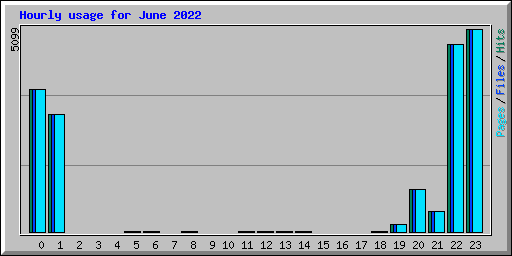 Hourly usage for June 2022
5099
Pages/Files/Hits
0 1 2 3 4 5 6 7 8 9 10 11 12 13 14 15 16 17 18 19 20 21 22 23